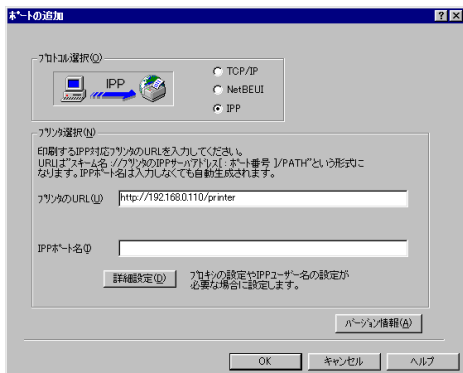 ﾎﾟｰﾄの追加
ﾌﾟﾛﾄｺﾙ選択(O)
IPP
TCP/IP
NetBEUI
IPP
ﾌﾟﾘﾝﾀ選択(N)
印刷するIPP対応ﾌﾟﾘﾝﾀのURLを入力してください。
URLは"ｽｷｰﾑ名://ﾌﾟﾘﾝﾀのIPPｻｰﾊﾞｱﾄﾞﾚｽ[:ﾎﾟｰﾄ番号]/PATH"という形式に
なります。IPPﾎﾟｰﾄ名は入力しなくても自動生成されます。
ﾌﾟﾘﾝﾀのURL(U)
http://192.168.0.110/printer
IPPﾎﾟｰﾄ名(I)
詳細設定(D)
ﾌﾟﾛｷｼの設定やIPPﾕｰｻﾞｰ名の設定が
必要な場合に設定します。
ﾊﾞｰｼﾞｮﾝ情報(A)
OK
ｷｬﾝｾﾙ
ﾍﾙﾌﾟ